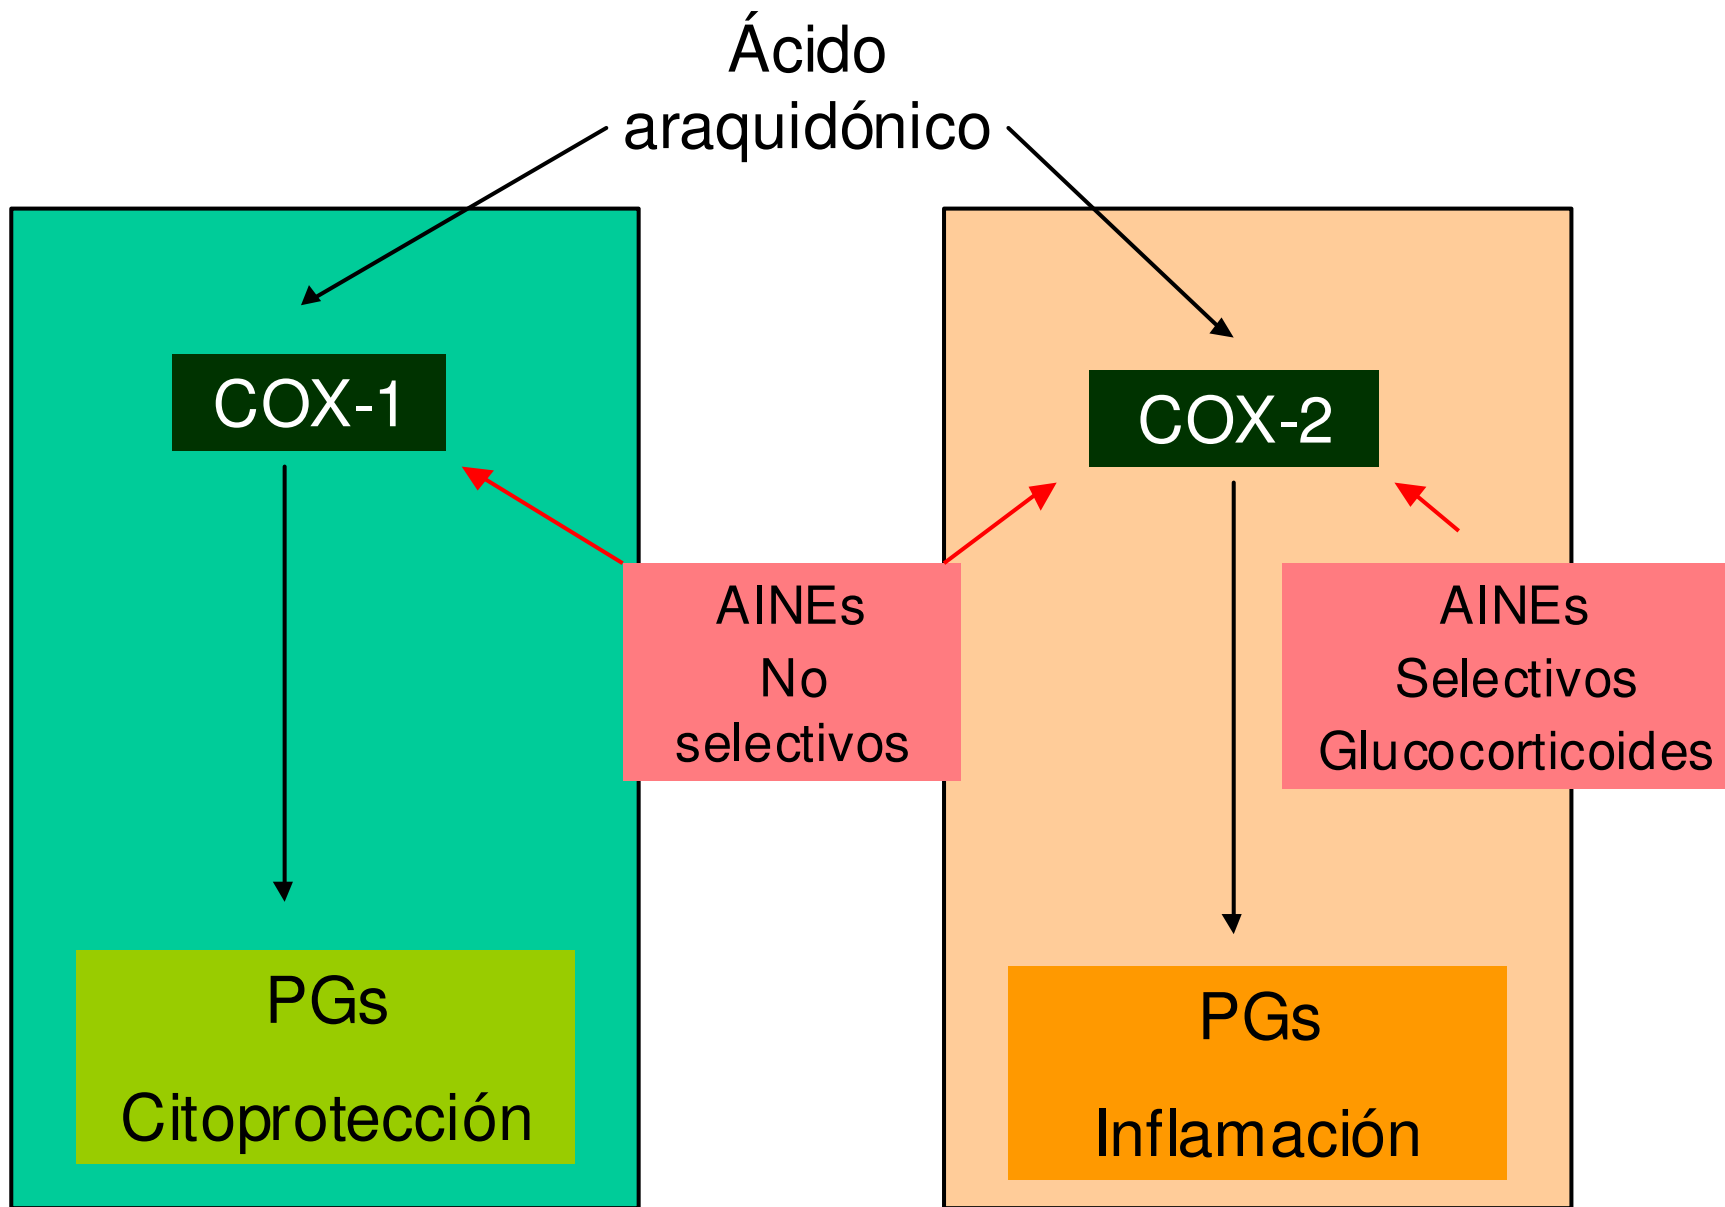 Ácido
araquidónico
COX-1
COX-2
AINEs
No
selectivos
AINEs
Selectivos
Glucocorticoides
PGs
Citoprotección
PGs
Inflamación